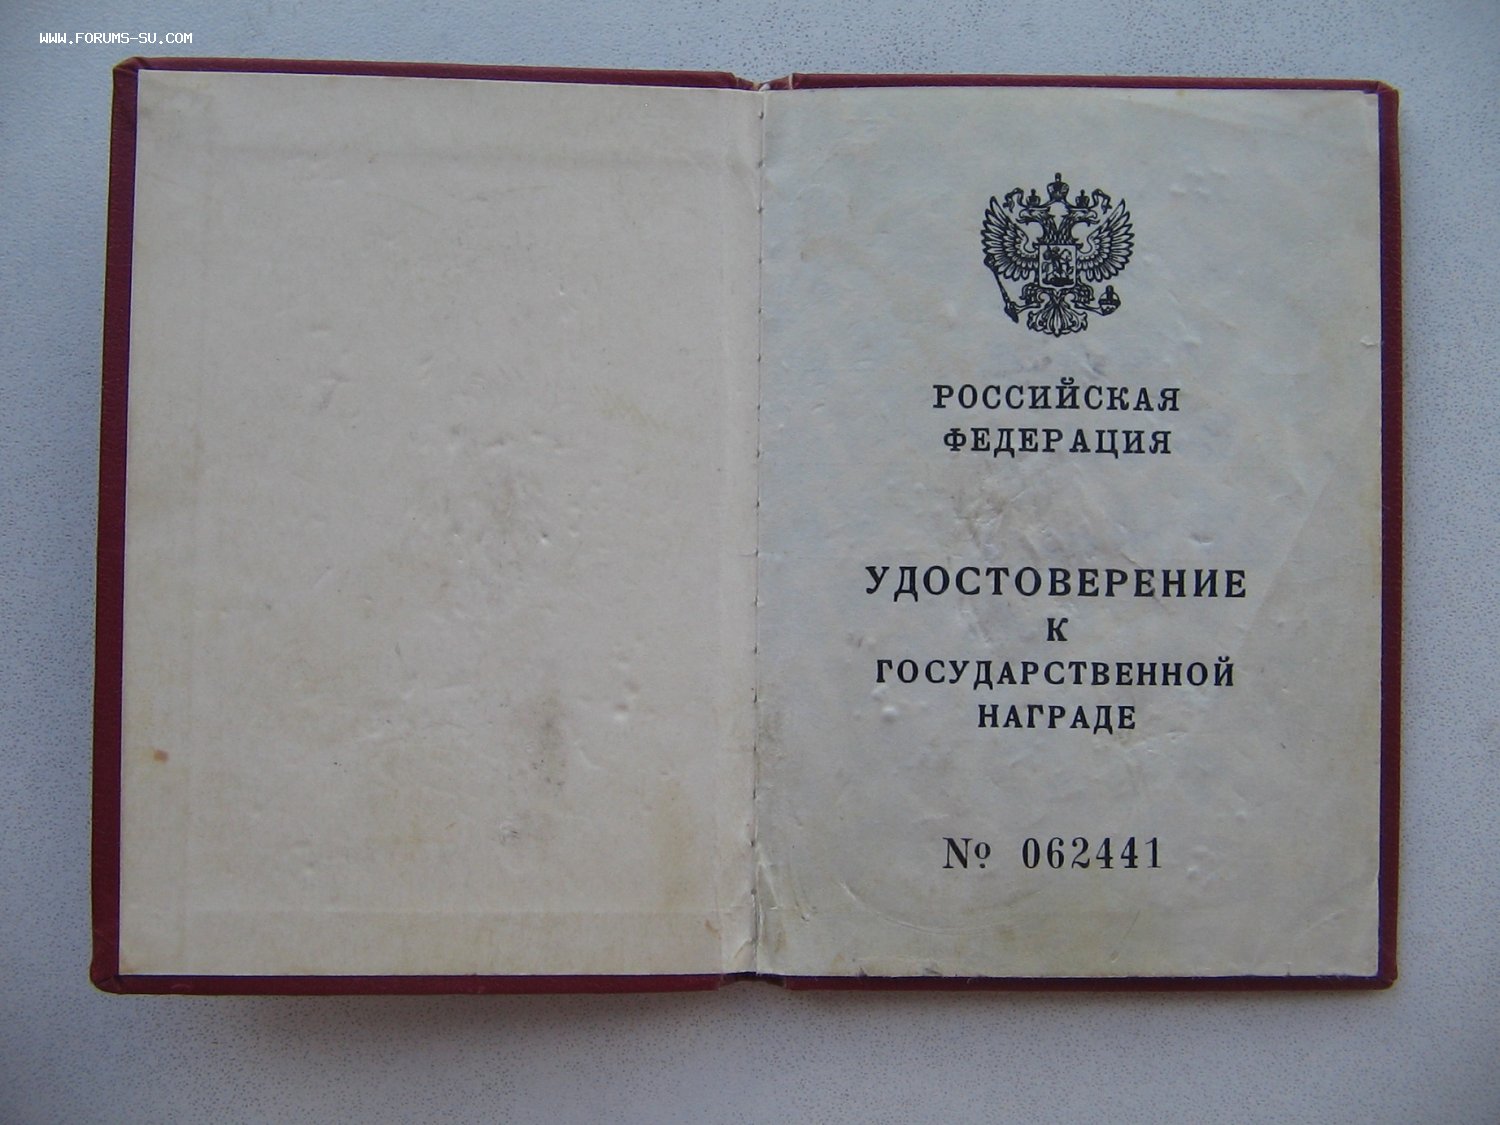 WWW.FORUMS-SU.COM
РОССИЙСКАЯ
ФЕДЕРАЦИЯ
УДОСТОВЕРЕНИЕ
К
ГОСУДАРСТВЕННОЙ
НАГРАДЕ
№ 062441